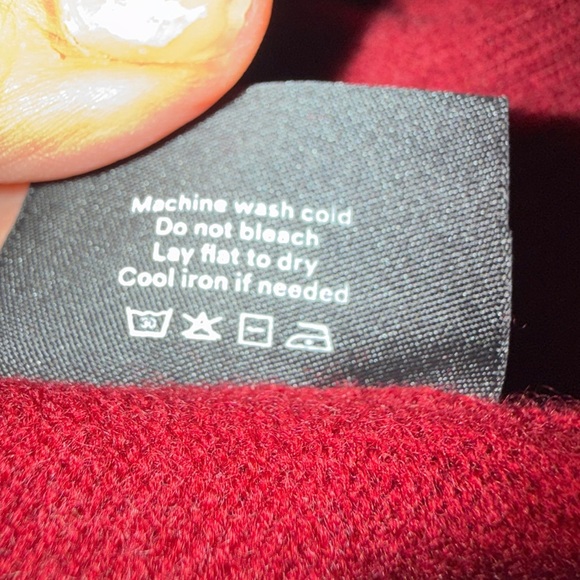 Machine wash cold
Do not bleach
Lay flat to dry
Cool iron if needed
30